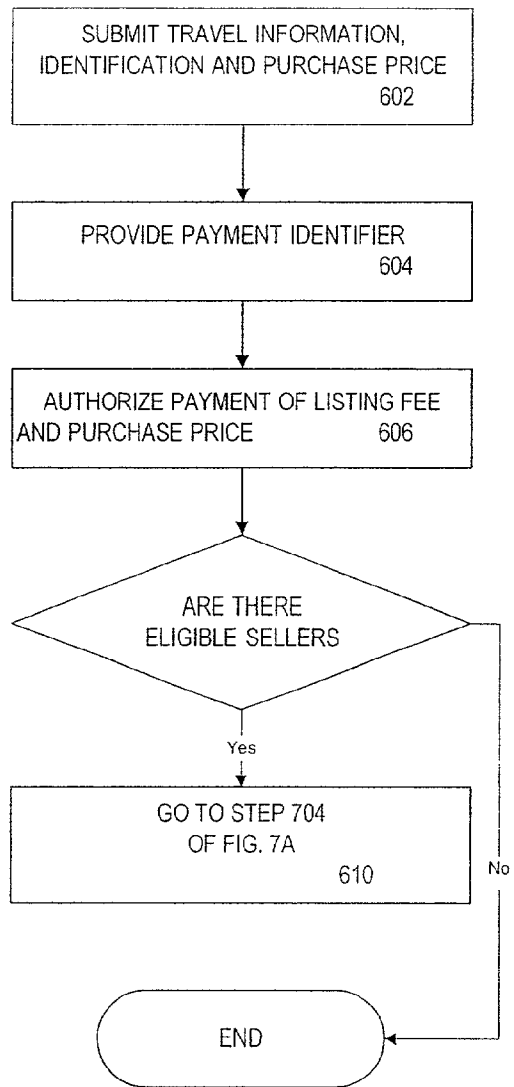 SUBMIT TRAVEL INFORMATION,
IDENTIFICATION AND PURCHASE PRICE
602
PROVIDE PAYMENT IDENTIFIER
604
AUTHORIZE PAYMENT OF LISTING FEE
AND PURCHASE PRICE 606
ARE THERE
ELIGIBLE SELLERS
Yes
GO TO STEP 704
OF FIG. 7A
610
No
END